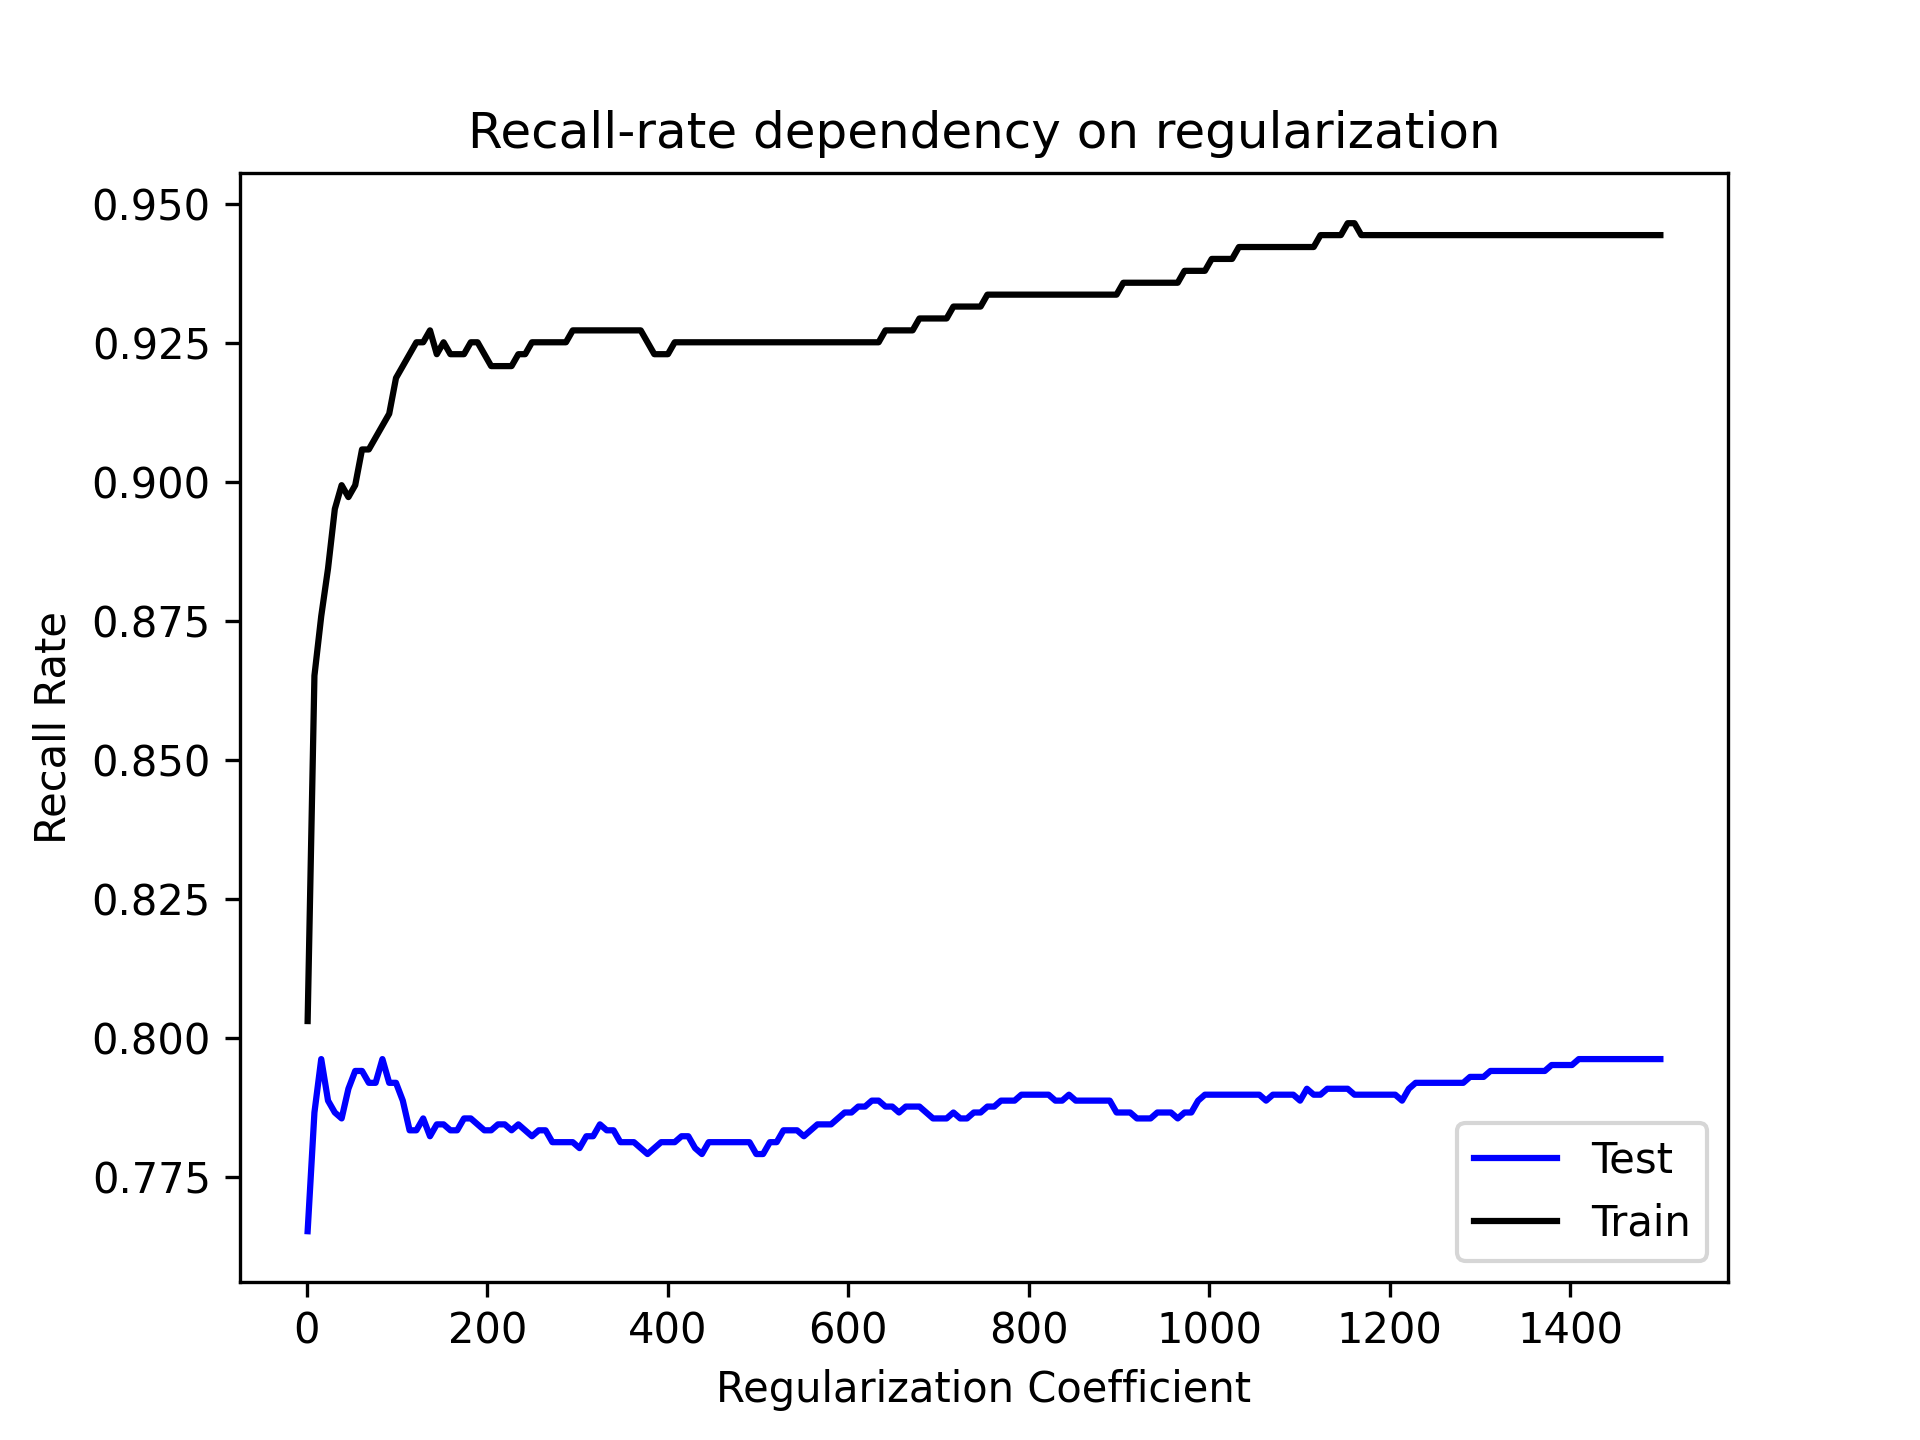 Recall-rate dependency on regularization
0.950
0.925
0.900
0.875
0.850
0.825
0.800
0.775
Recall Rate
0 200 400 600 800 1000 1200 1400
Regularization Coefficient
Test
Train